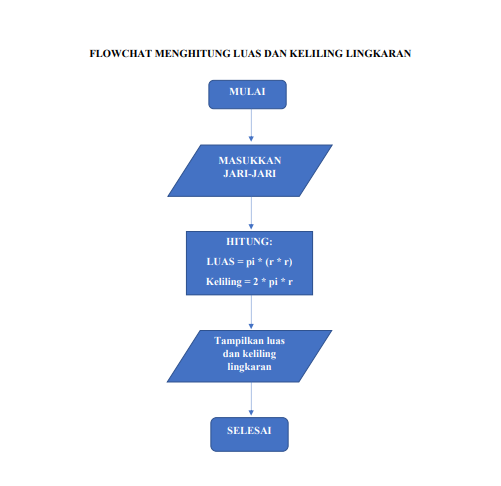 FLOWCHAT MENGHITUNG LUAS DAN KELILING LINGKARAN
MULAI
MASUKKAN
JARI-JARI
HITUNG:
LUAS = pi * (r * r)
Keliling = 2 * pi * r
Tampilkan luas
dan keliling
lingkaran
SELESAI